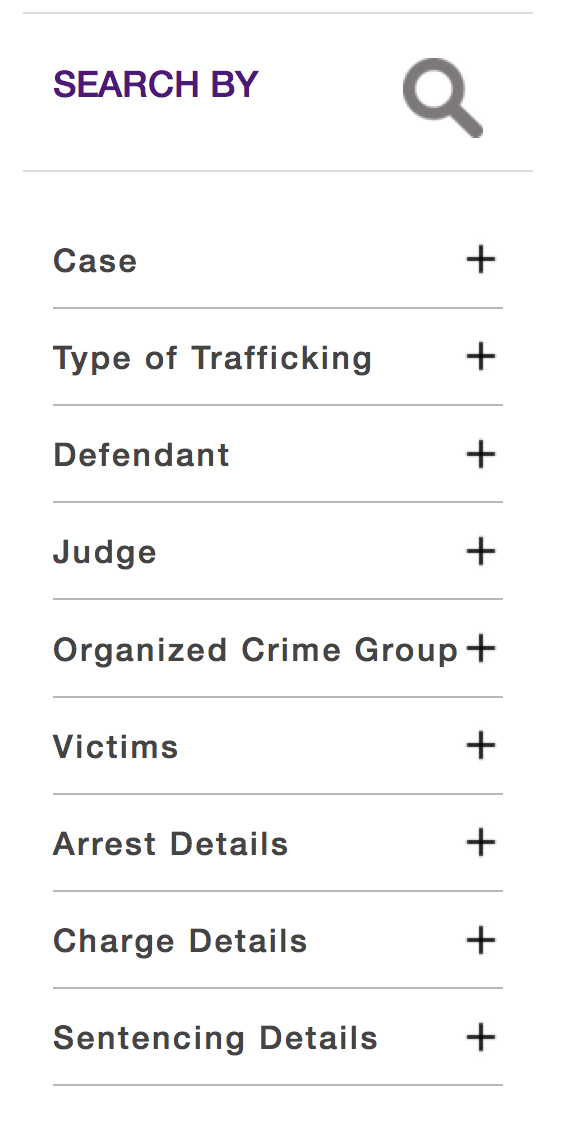 SEARCH BY
Case
Type of Trafficking
Defendant
Judge
Organized Crime Group
Victims
Arrest Details
Charge Details
Sentencing Details